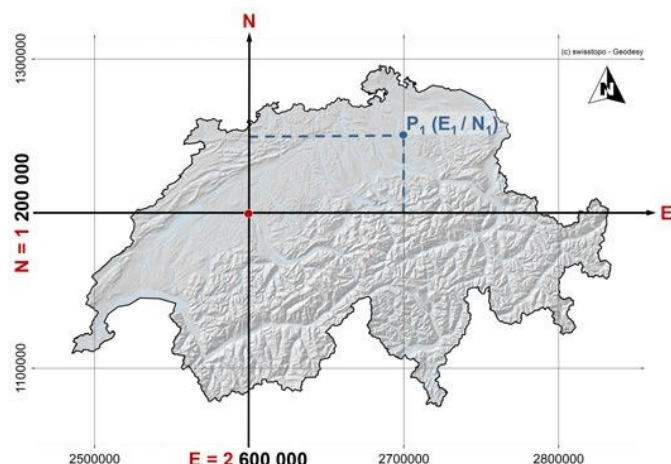 N
(c) swisstopo - Geodesy
1300000
N
P1 (E1 / N1)
N = 1 200 000
E
1100000
2500000
E = 2 600 000
2700000
2800000